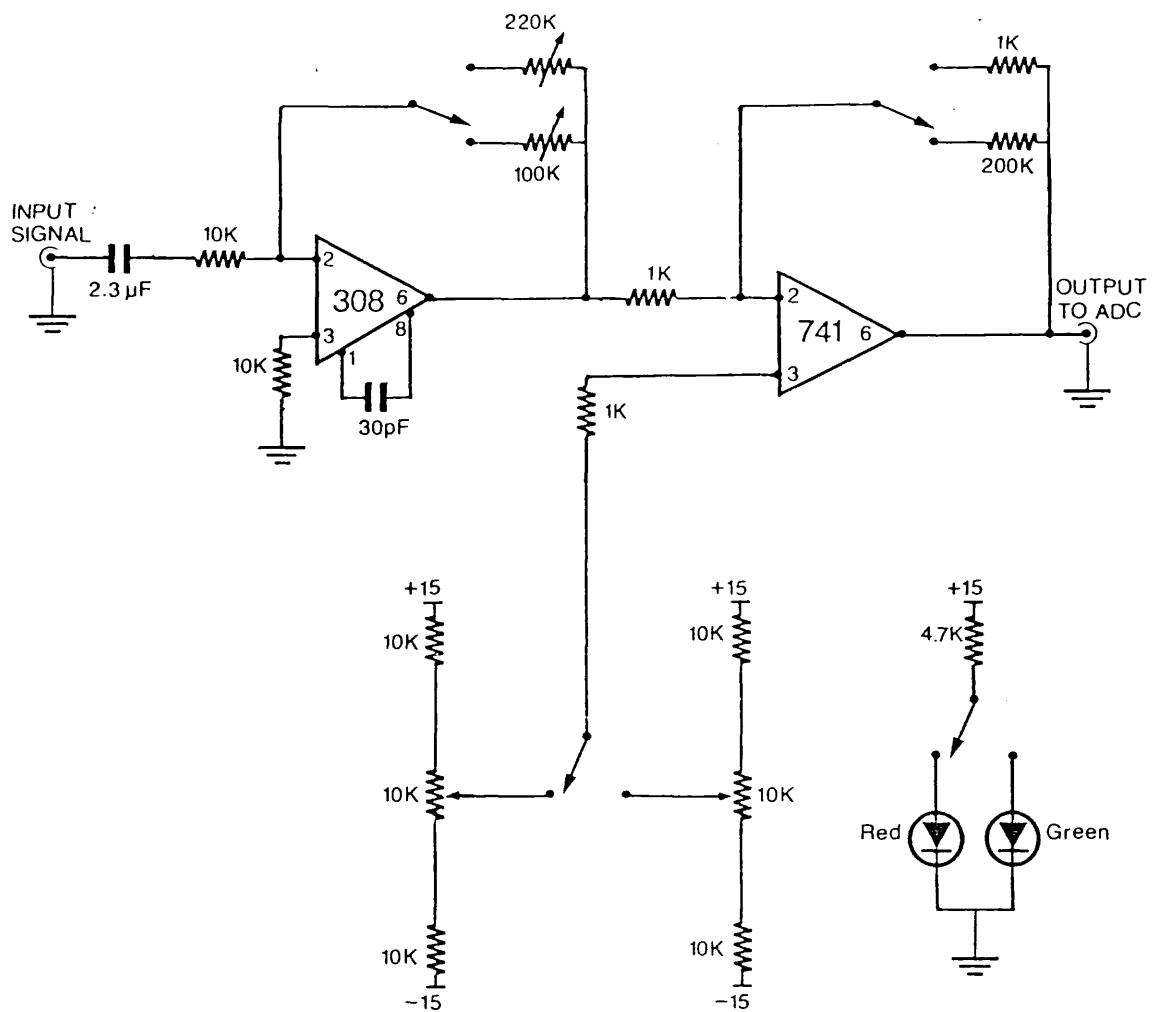 220K
1K
100K
200K
INPUT
SIGNAL
10K
2.3 µF
2
308
6
8
3
1
10K
30pF
1K
2
741
6
3
OUTPUT
TO ADC
1K
+15
+15
+15
10K
10K
4.7K
10K
10K
Red
Green
10K
10K
-15
-15